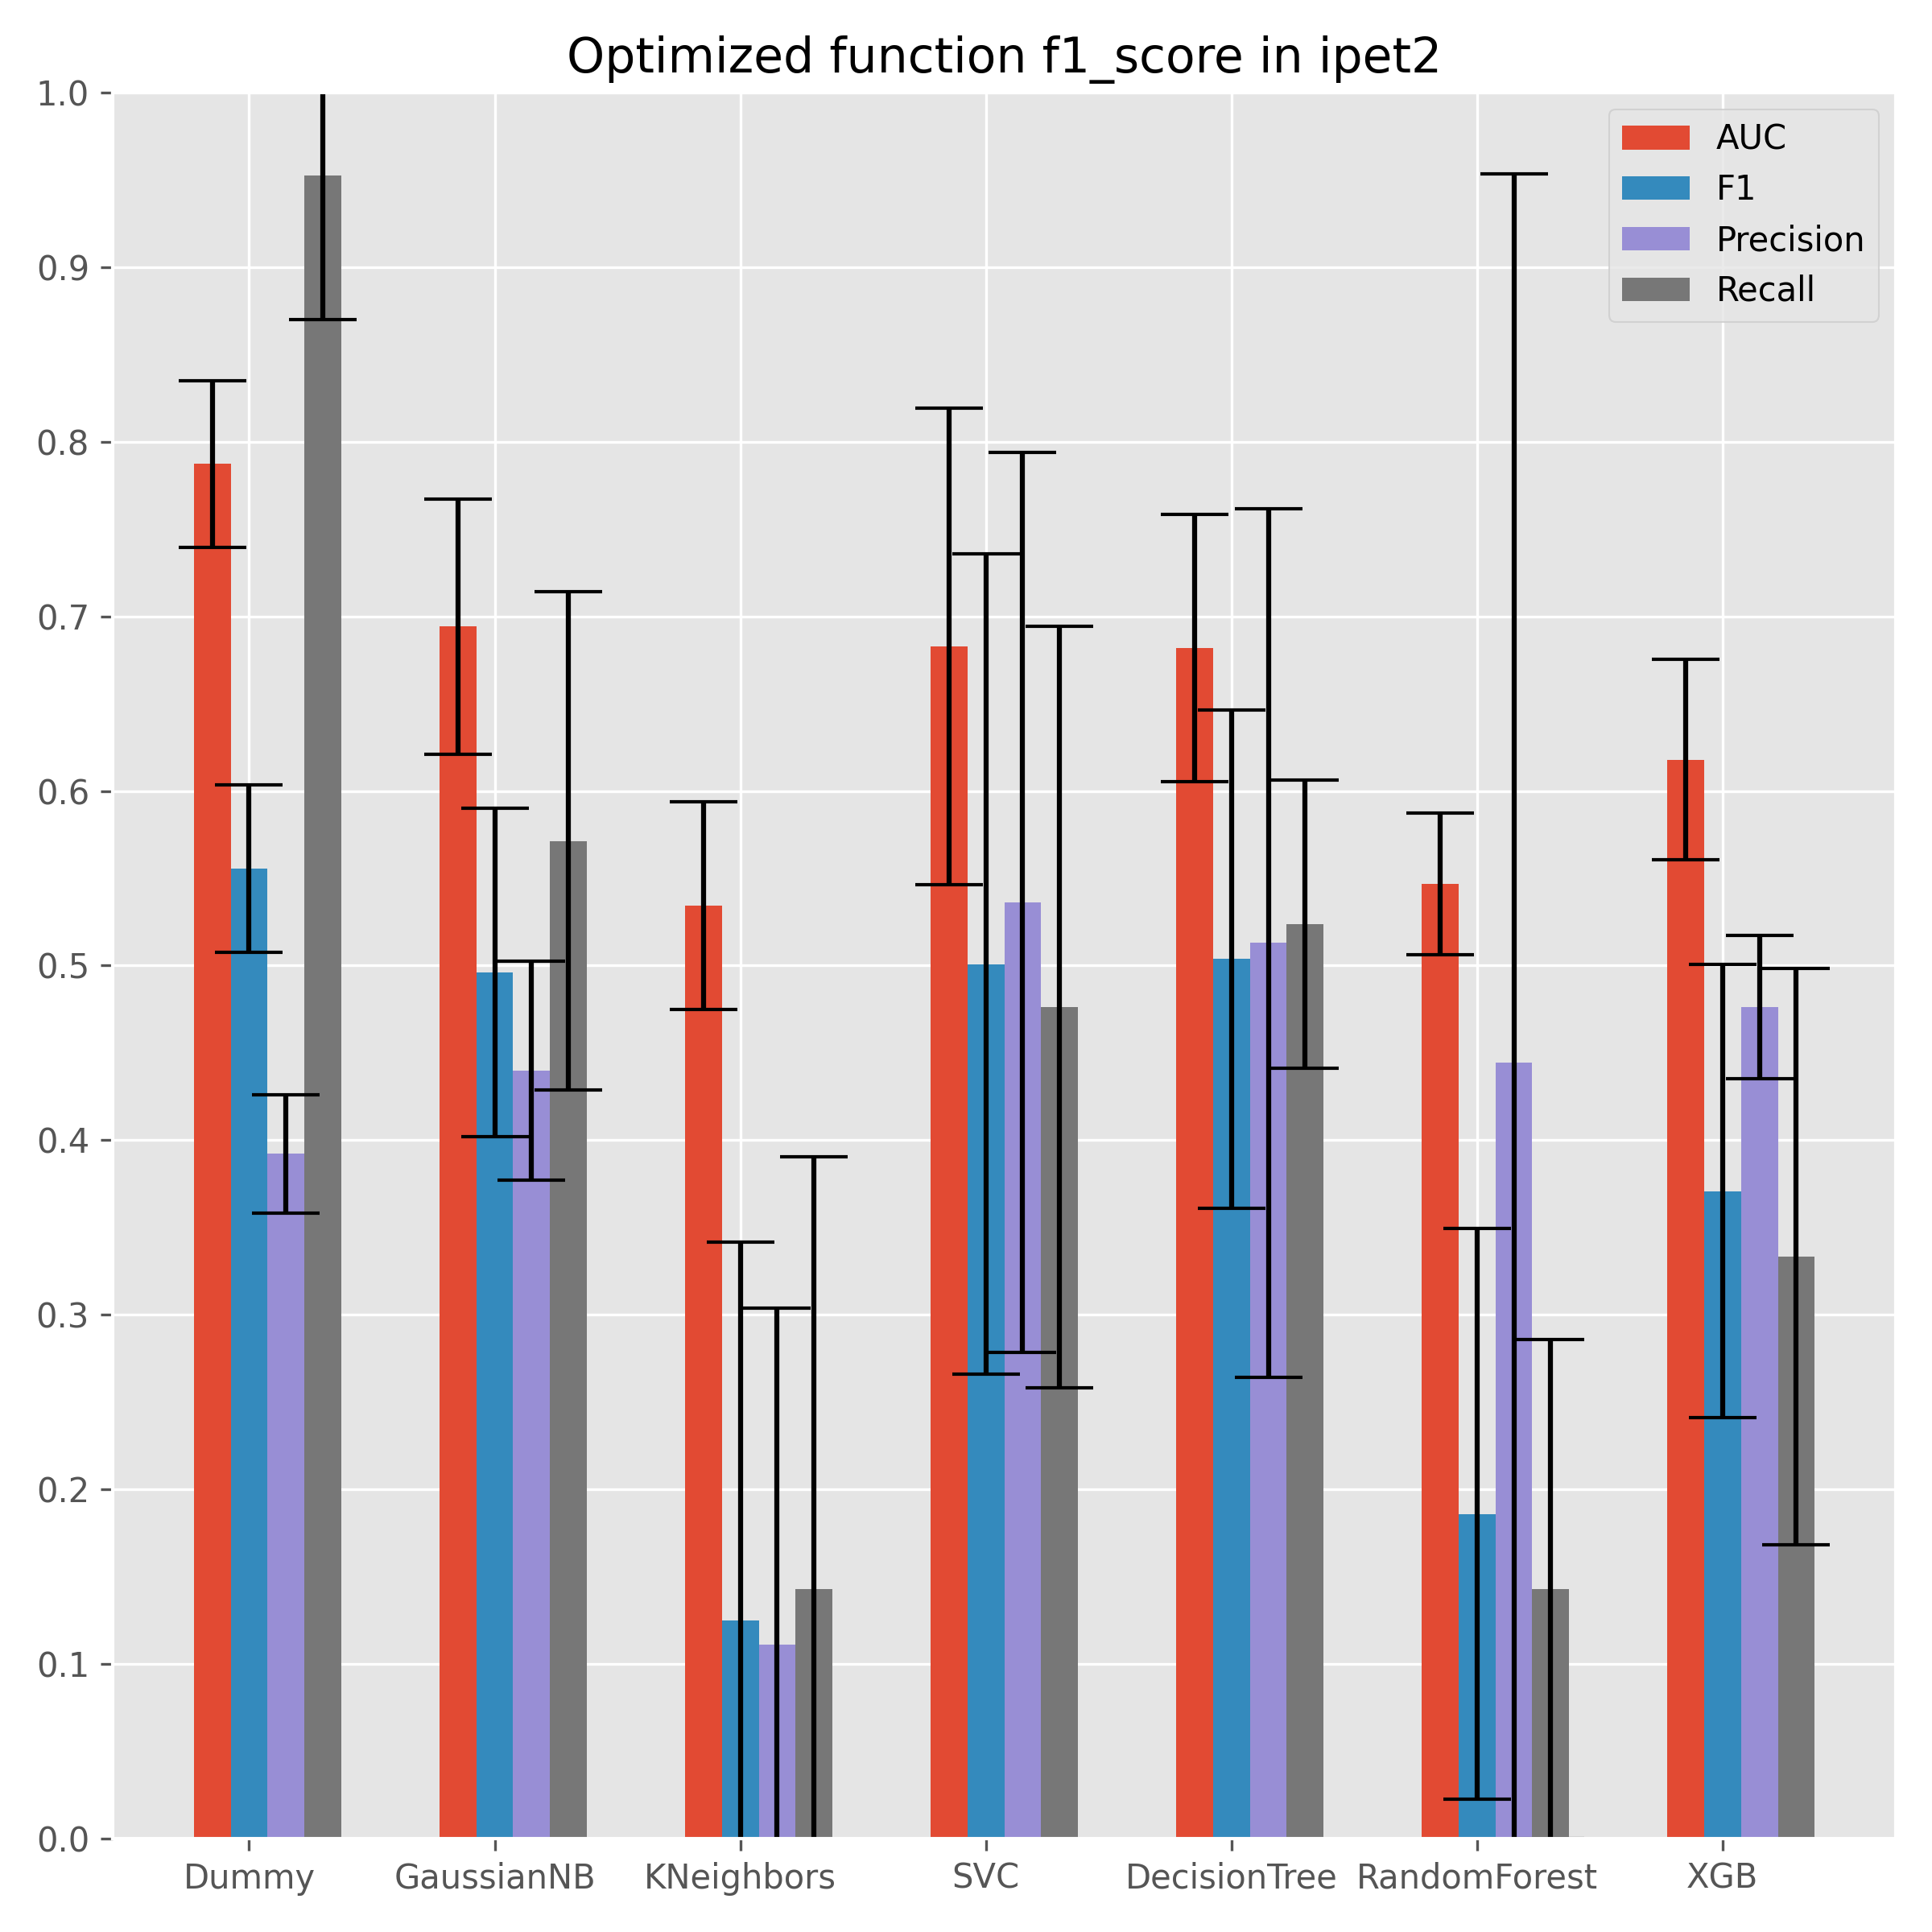 Optimized function f1_score in ipet2
1.0
0.9
0.8
0.7
0.6
0.5
0.4
0.3
0.2
0.1
0.0
AUC
F1
Precision
Recall
Dummy GaussianNB KNeighbors SVC DecisionTree RandomForest XGB